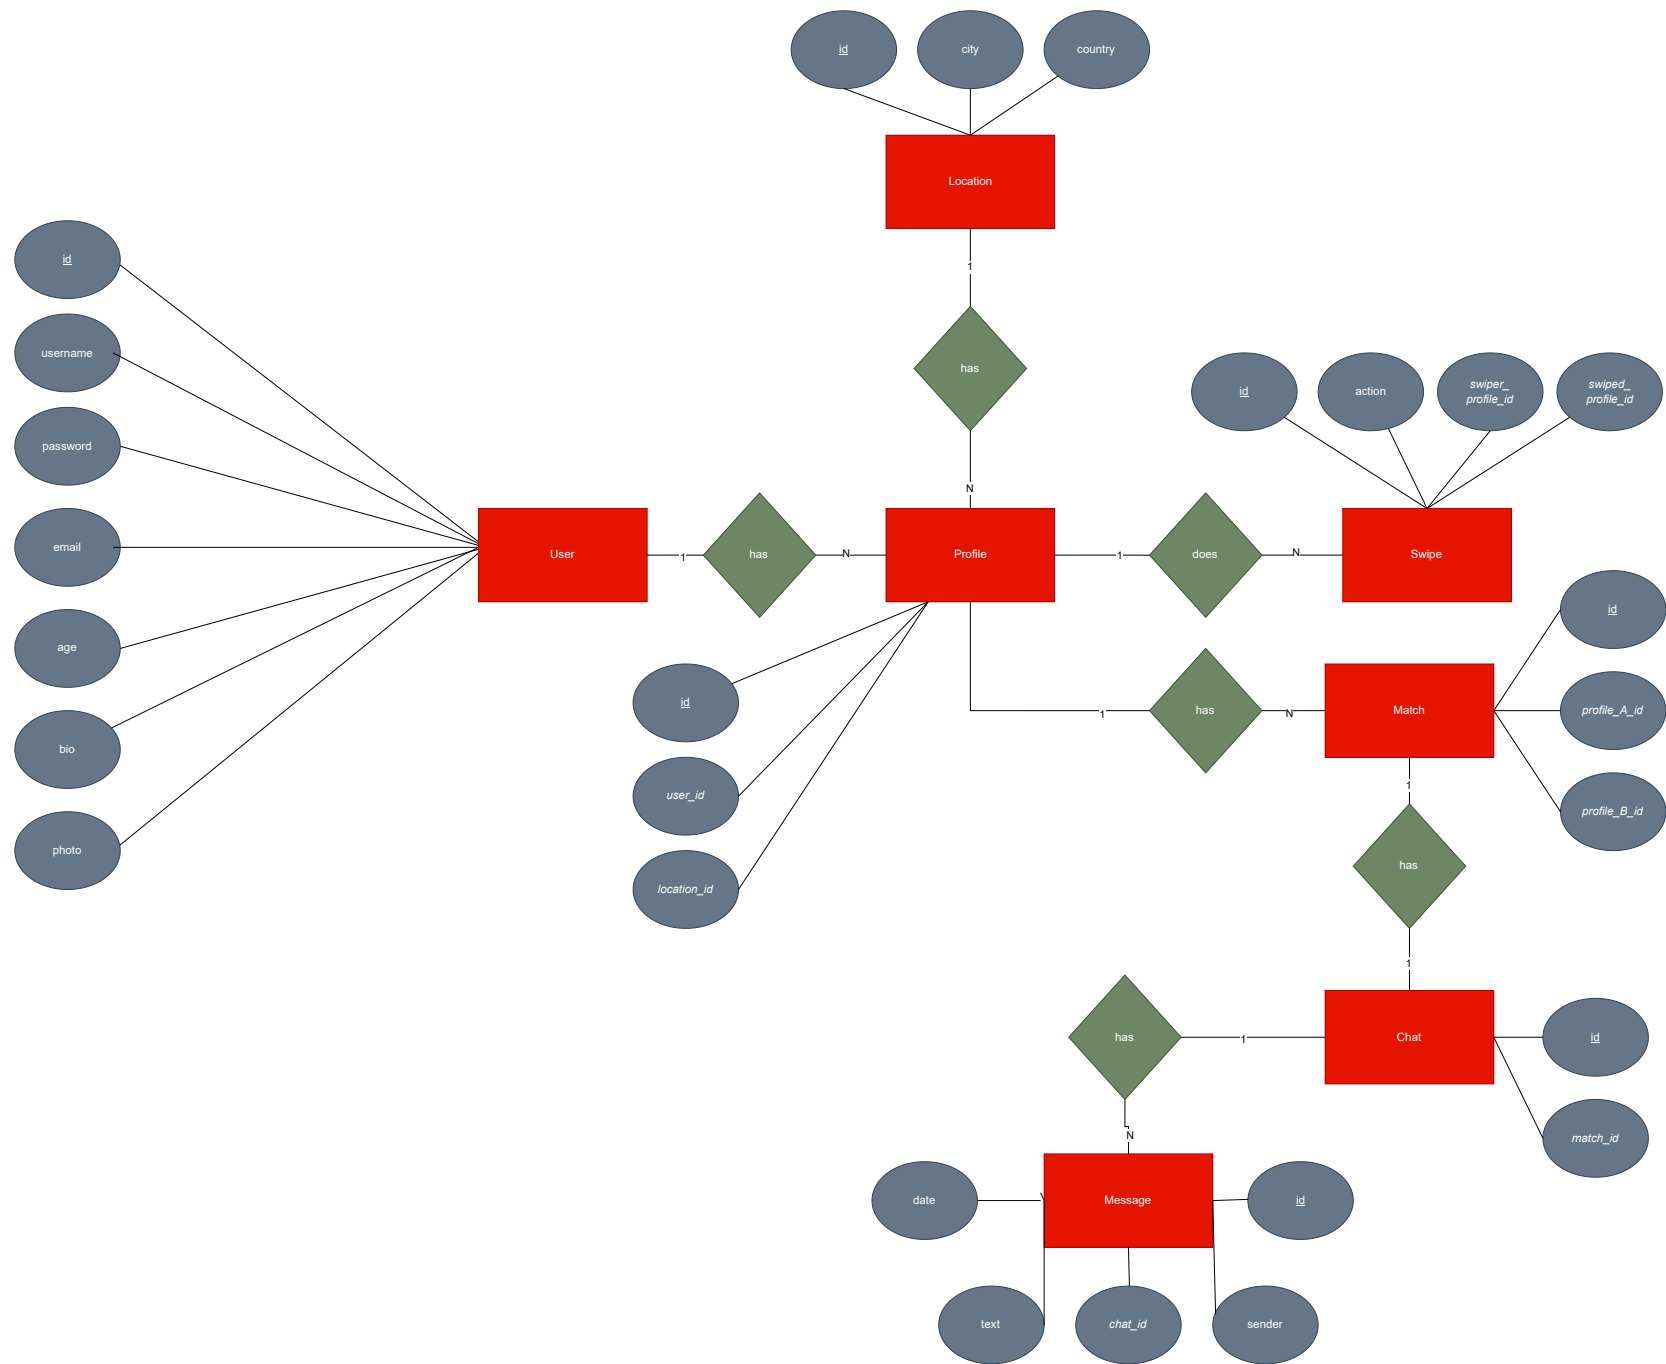 id
city
country
Location
1
has
N
id
username
password
email
age
bio
photo
User
1
has
N
Profile
id
user_id
location_id
1
does
N
Swipe
id
action
swiper_
profile_id
swiped_
profile_id
1
has
N
Match
id
profile_A_id
profile_B_id
1
has
1
Chat
id
match_id
1
has
N
Message
date
id
text
chat_id
sender